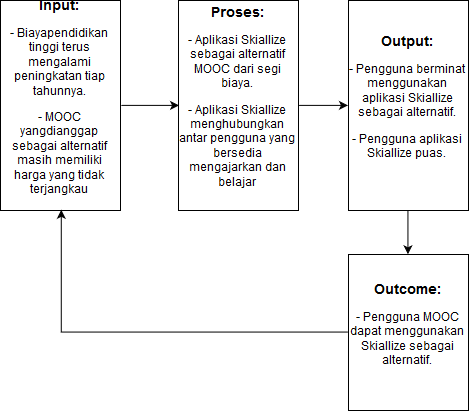 Input:
- Biayapendidikan
tinggi terus
mengalami
peningkatan tiap
tahunnya.
- MOOC
yangdianggap
sebagai alternatif
masih memiliki
harga yang tidak
terjangkau
Proses:
- Aplikasi Skiallize
sebagai alternatif
MOOC dari segi
biaya.
- Aplikasi Skiallize
menghubungkan
antar pengguna yang
bersedia
mengajarkan dan
belajar
Output:
- Pengguna berminat
menggunakan
aplikasi Skiallize
sebagai alternatif.
- Pengguna aplikasi
Skiallize puas.
Outcome:
- Pengguna MOOC
dapat menggunakan
Skiallize sebagai
alternatif.